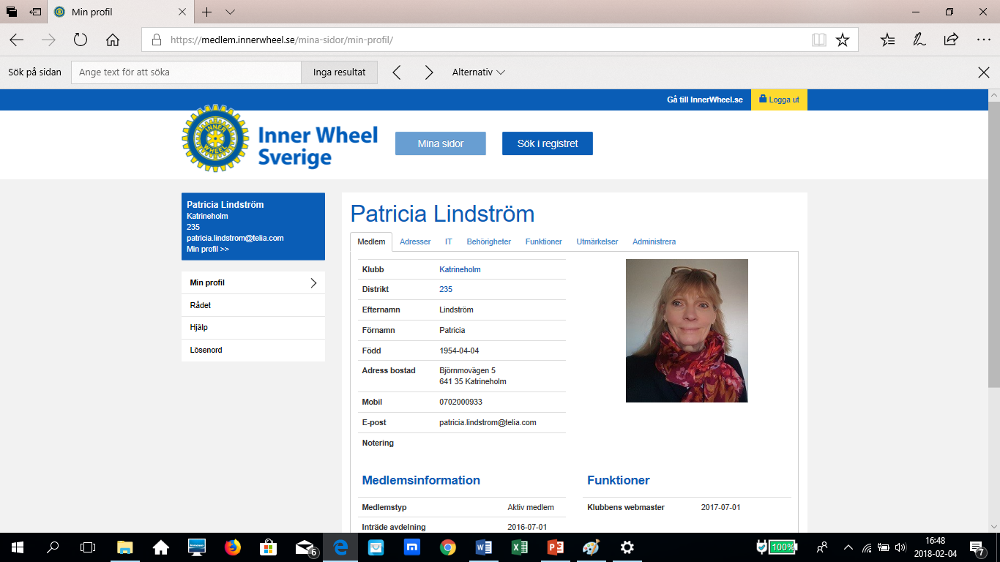 Min profil
https://medlem.innerwheel.se/mina-sidor/min-profil/
Sök på sidan
Ange text för att söka
Inga resultat
Alternativ
Gå till InnerWheel.se
Logga ut
INNER
WHEEL
Inner Wheel
Sverige
Mina sidor
Sök i registret
Patricia Lindström
Katrineholm
235
patricia.lindstrom@telia.com
Min profil >>
Min profil
Rådet
Hjälp
Lösenord
Patricia Lindström
Medlem Adresser IT Behörigheter Funktioner Utmärkelser Administrera
Klubb Katrineholm
Distrikt 235
Efternamn Lindström
Förnamn Patricia
Född 1954-04-04
Adress bostad Björnmovägen 5
641 35 Katrineholm
Mobil 0702000933
E-post patricia.lindstrom@telia.com
Notering
Medlemsinformation
Medlemstyp Aktiv medlem
Inträde avdelning 2016-07-01
Funktioner
Klubbens webmaster 2017-07-01
6
100%
16:48
2018-02-04
7